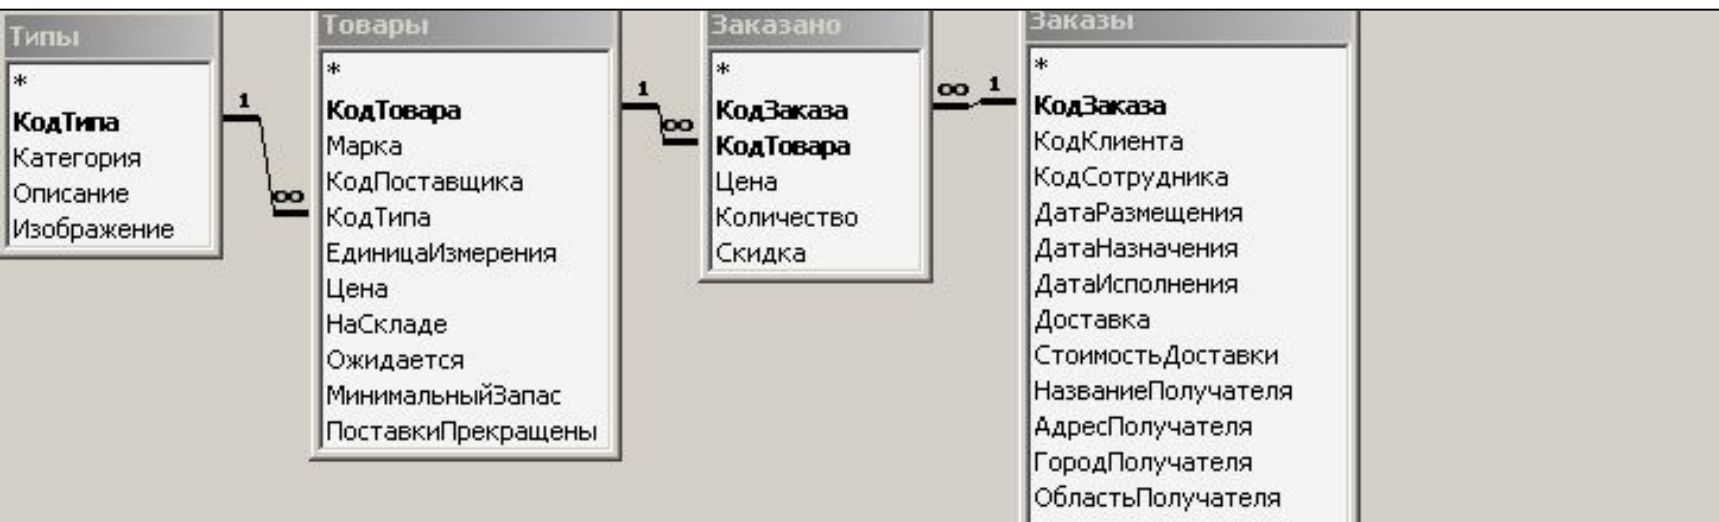 Типы
*
КодТипа
Категория
Описание
Изображение
1
∞
Товары
*
КодТовара
Марка
КодПоставщика
КодТипа
ЕдиницаИзмерения
Цена
НаСкладе
Ожидается
МинимальныйЗапас
ПоставкиПрекращены
1
∞
Заказано
*
КодЗаказа
КодТовара
Цена
Количество
Скидка
∞ 1
Заказы
*
КодЗаказа
КодКлиента
КодСотрудника
ДатаРазмещения
ДатаНазначения
ДатаИсполнения
Доставка
СтоимостьДоставки
НазваниеПолучателя
АдресПолучателя
ГородПолучателя
ОбластьПолучателя